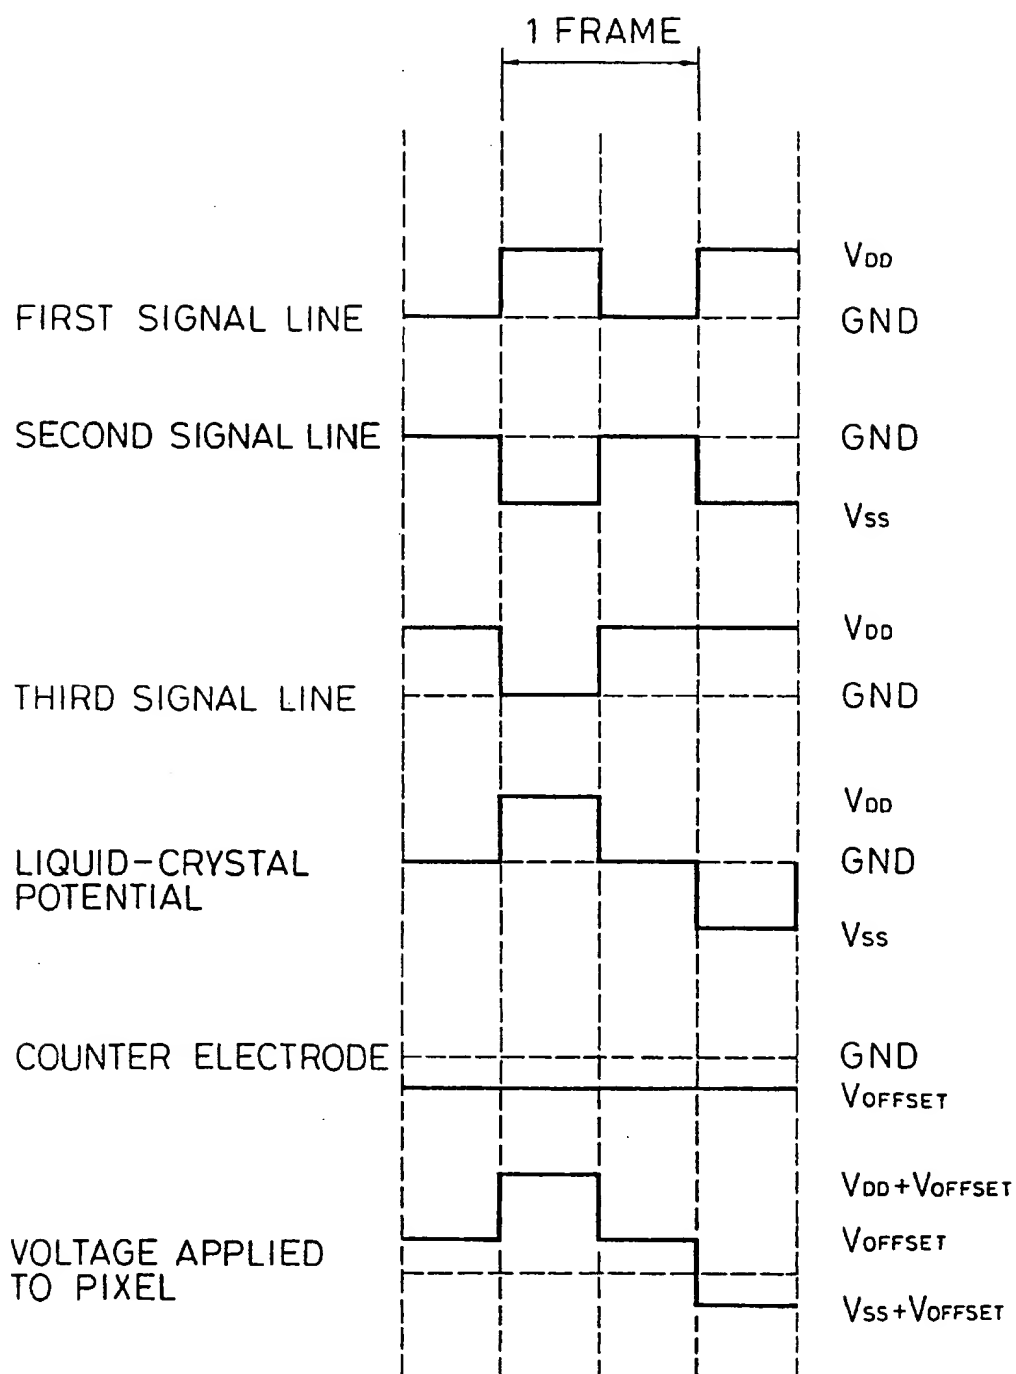 1 FRAME
VDD
FIRST SIGNAL LINE GND
SECOND SIGNAL LINE GND
VSS
VDD
THIRD SIGNAL LINE GND
VDD
LIQUID-CRYSTAL GND
POTENTIAL
VSS
COUNTER ELECTRODE GND
VOFFSET
VDD+VOFFSET
VOLTAGE APPLIED VOFFSET
TO PIXEL
VSS+VOFFSET